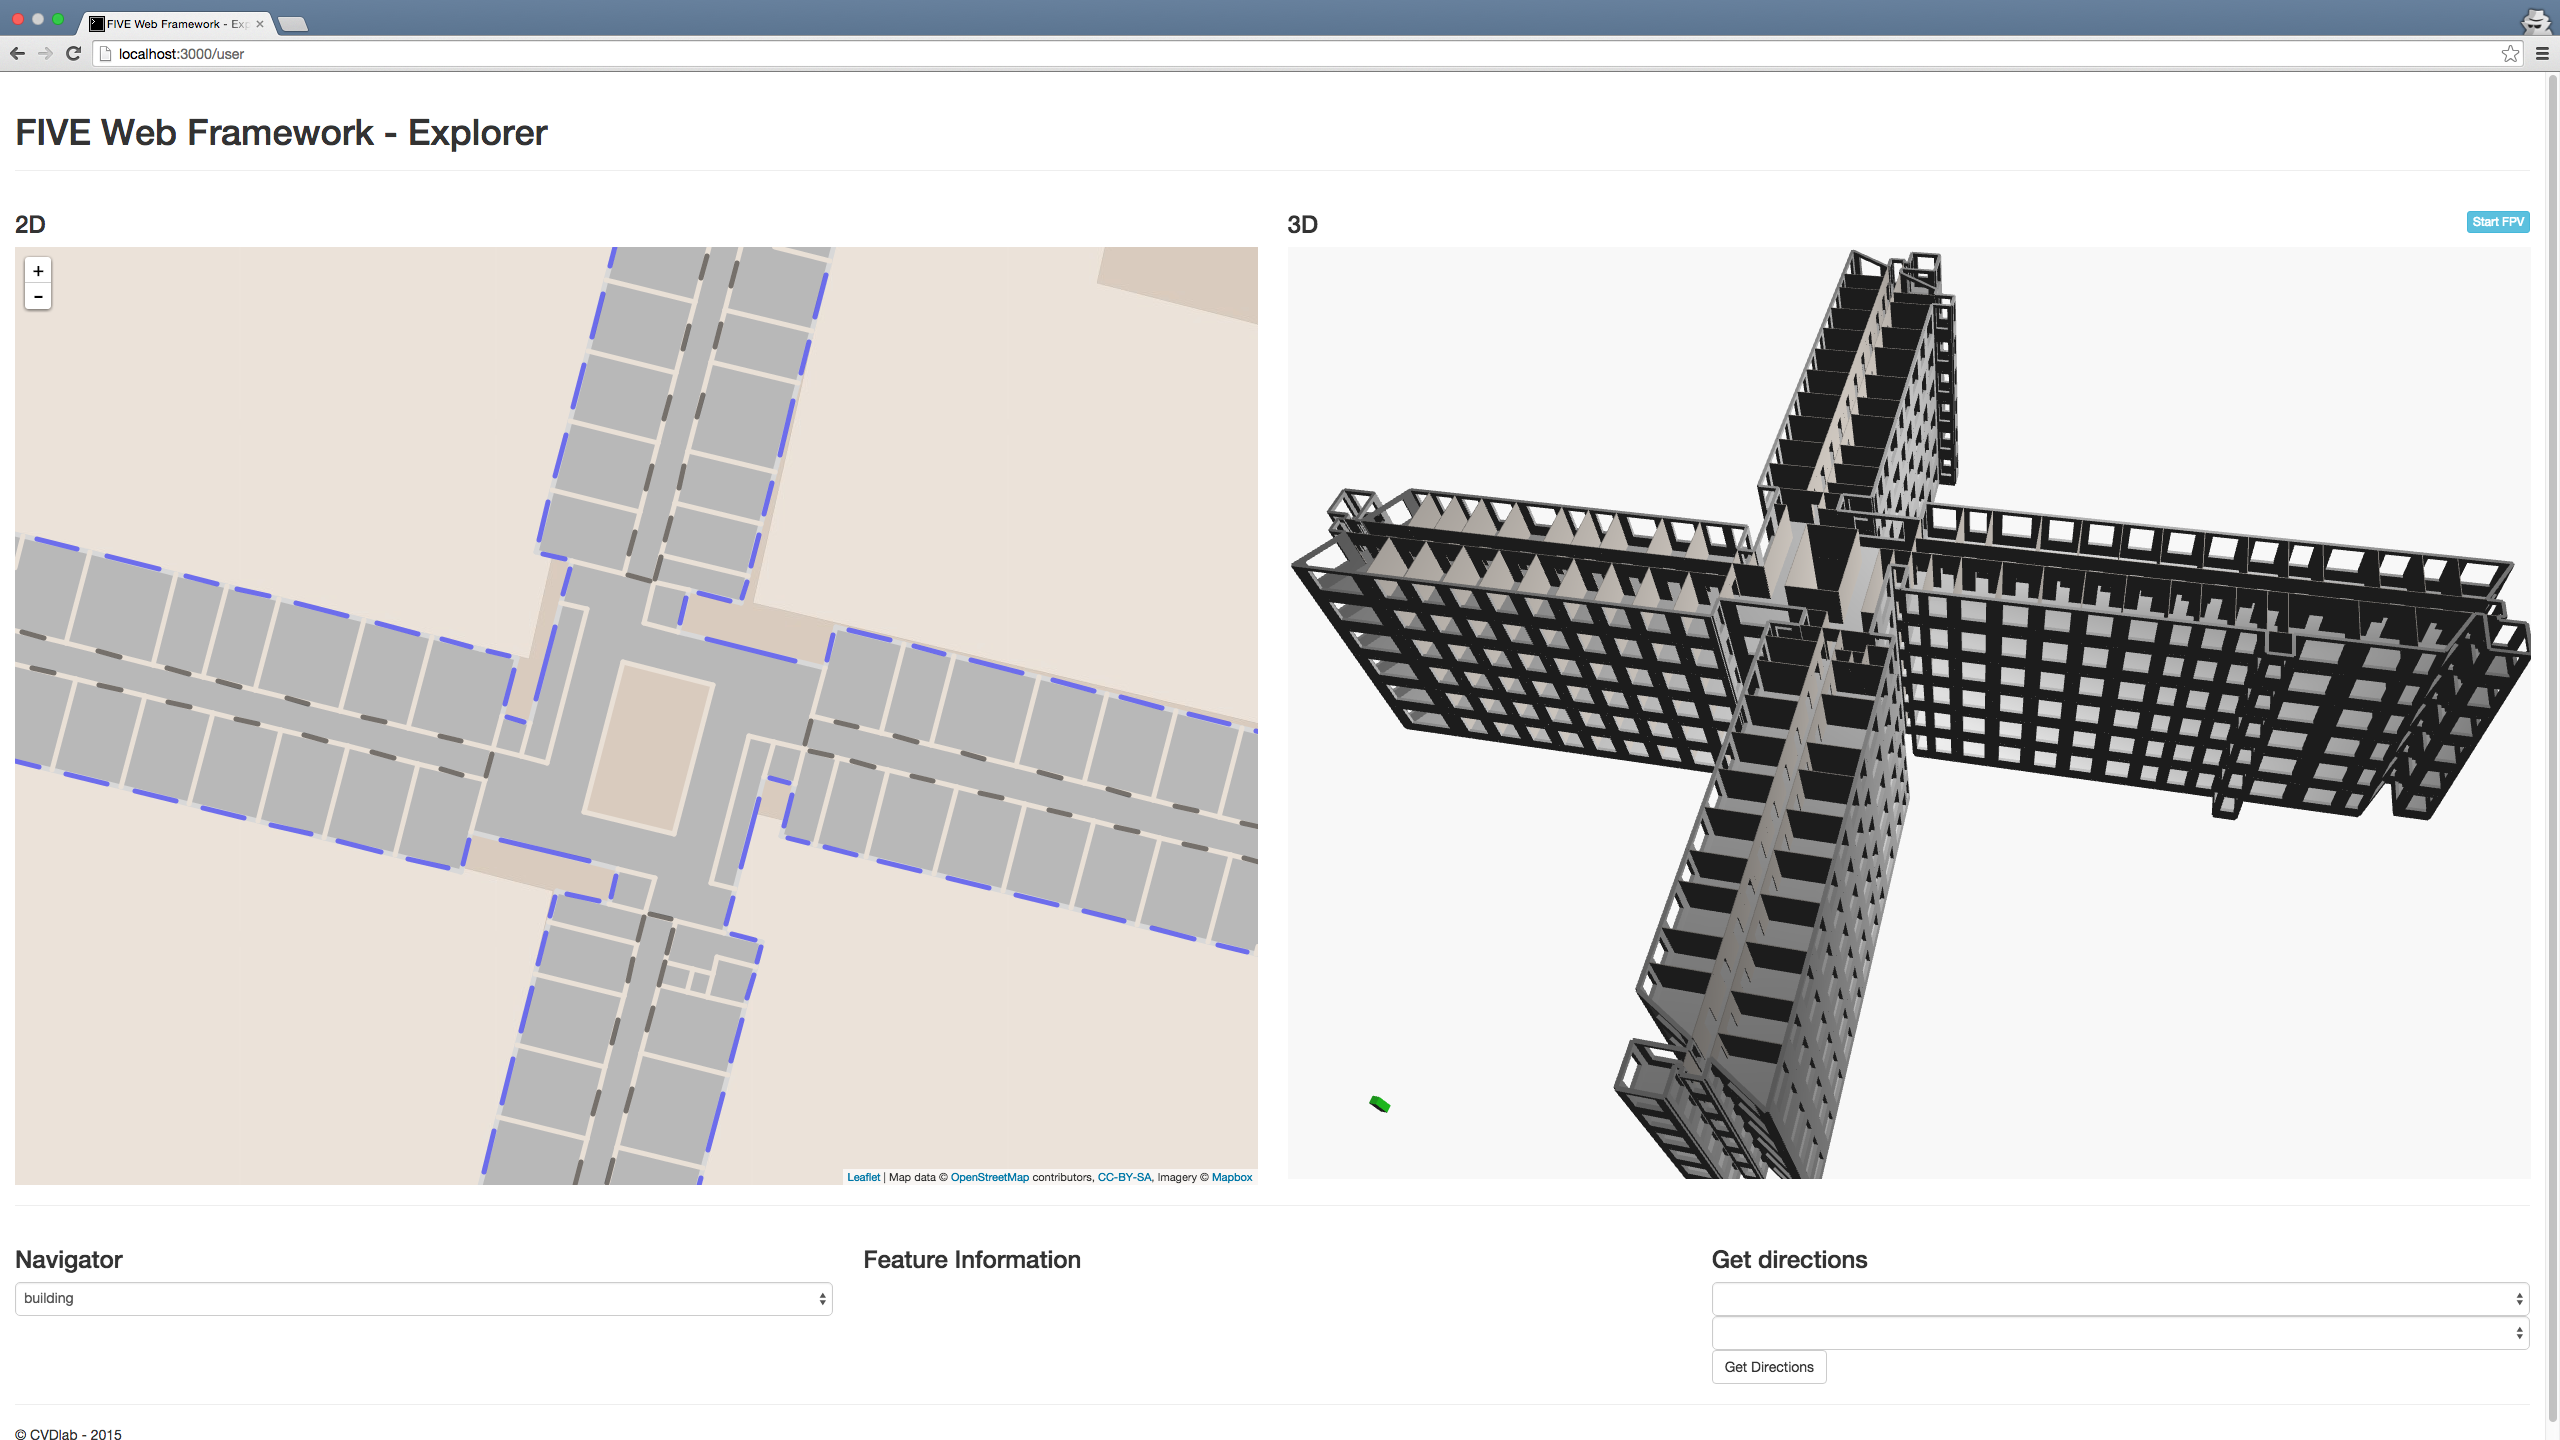 FIVE Web Framework - Exp
localhost:3000/user
FIVE Web Framework - Explorer
2D
3D
Start FPV
+
-
Leaflet | Map data © OpenStreetMap contributors, CC-BY-SA, Imagery © Mapbox
Navigator
Feature Information
Get directions
building
Get Directions
© CVDlab - 2015